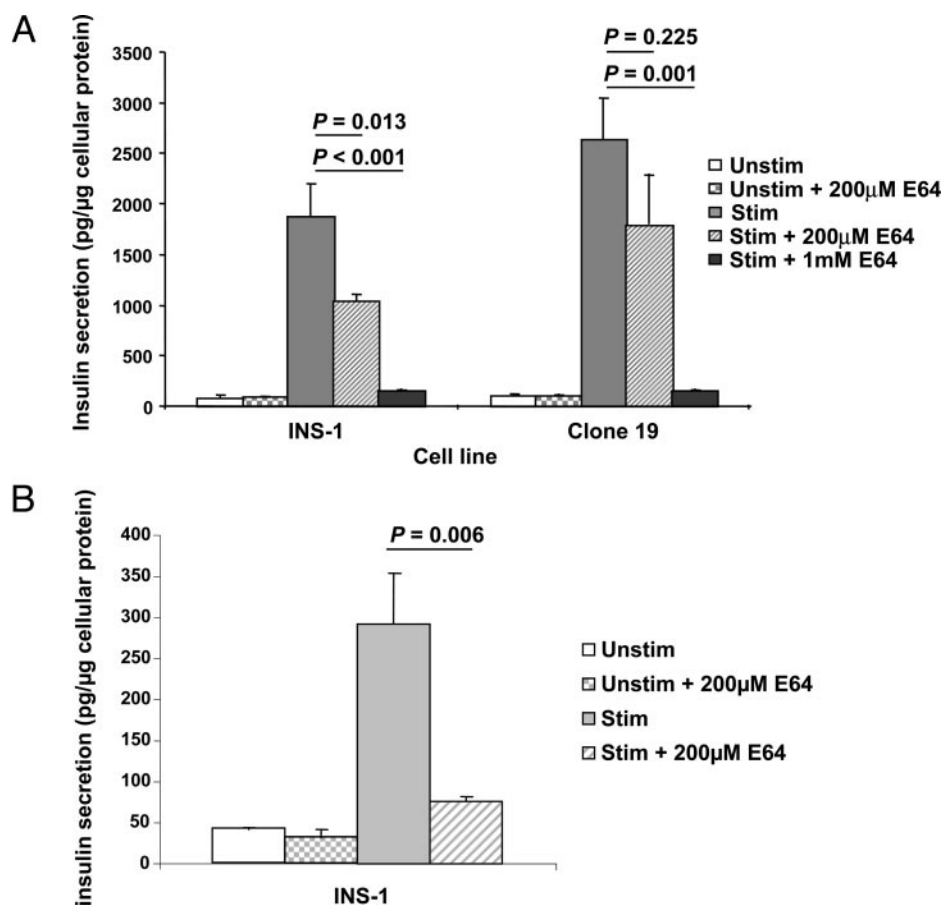 A
Insulin secretion (pg/µg cellular protein)
3500
3000
2500
2000
1500
1000
500
0
P = 0.013
P < 0.001
P = 0.225
P = 0.001
Unstim
Unstim + 200µM E64
Stim
Stim + 200µM E64
Stim + 1mM E64
INS-1
Clone 19
Cell line
B
insulin secretion (pg/µg cellular protein)
400
350
300
250
200
150
100
50
0
P = 0.006
Unstim
Unstim + 200µM E64
Stim
Stim + 200µM E64
INS-1